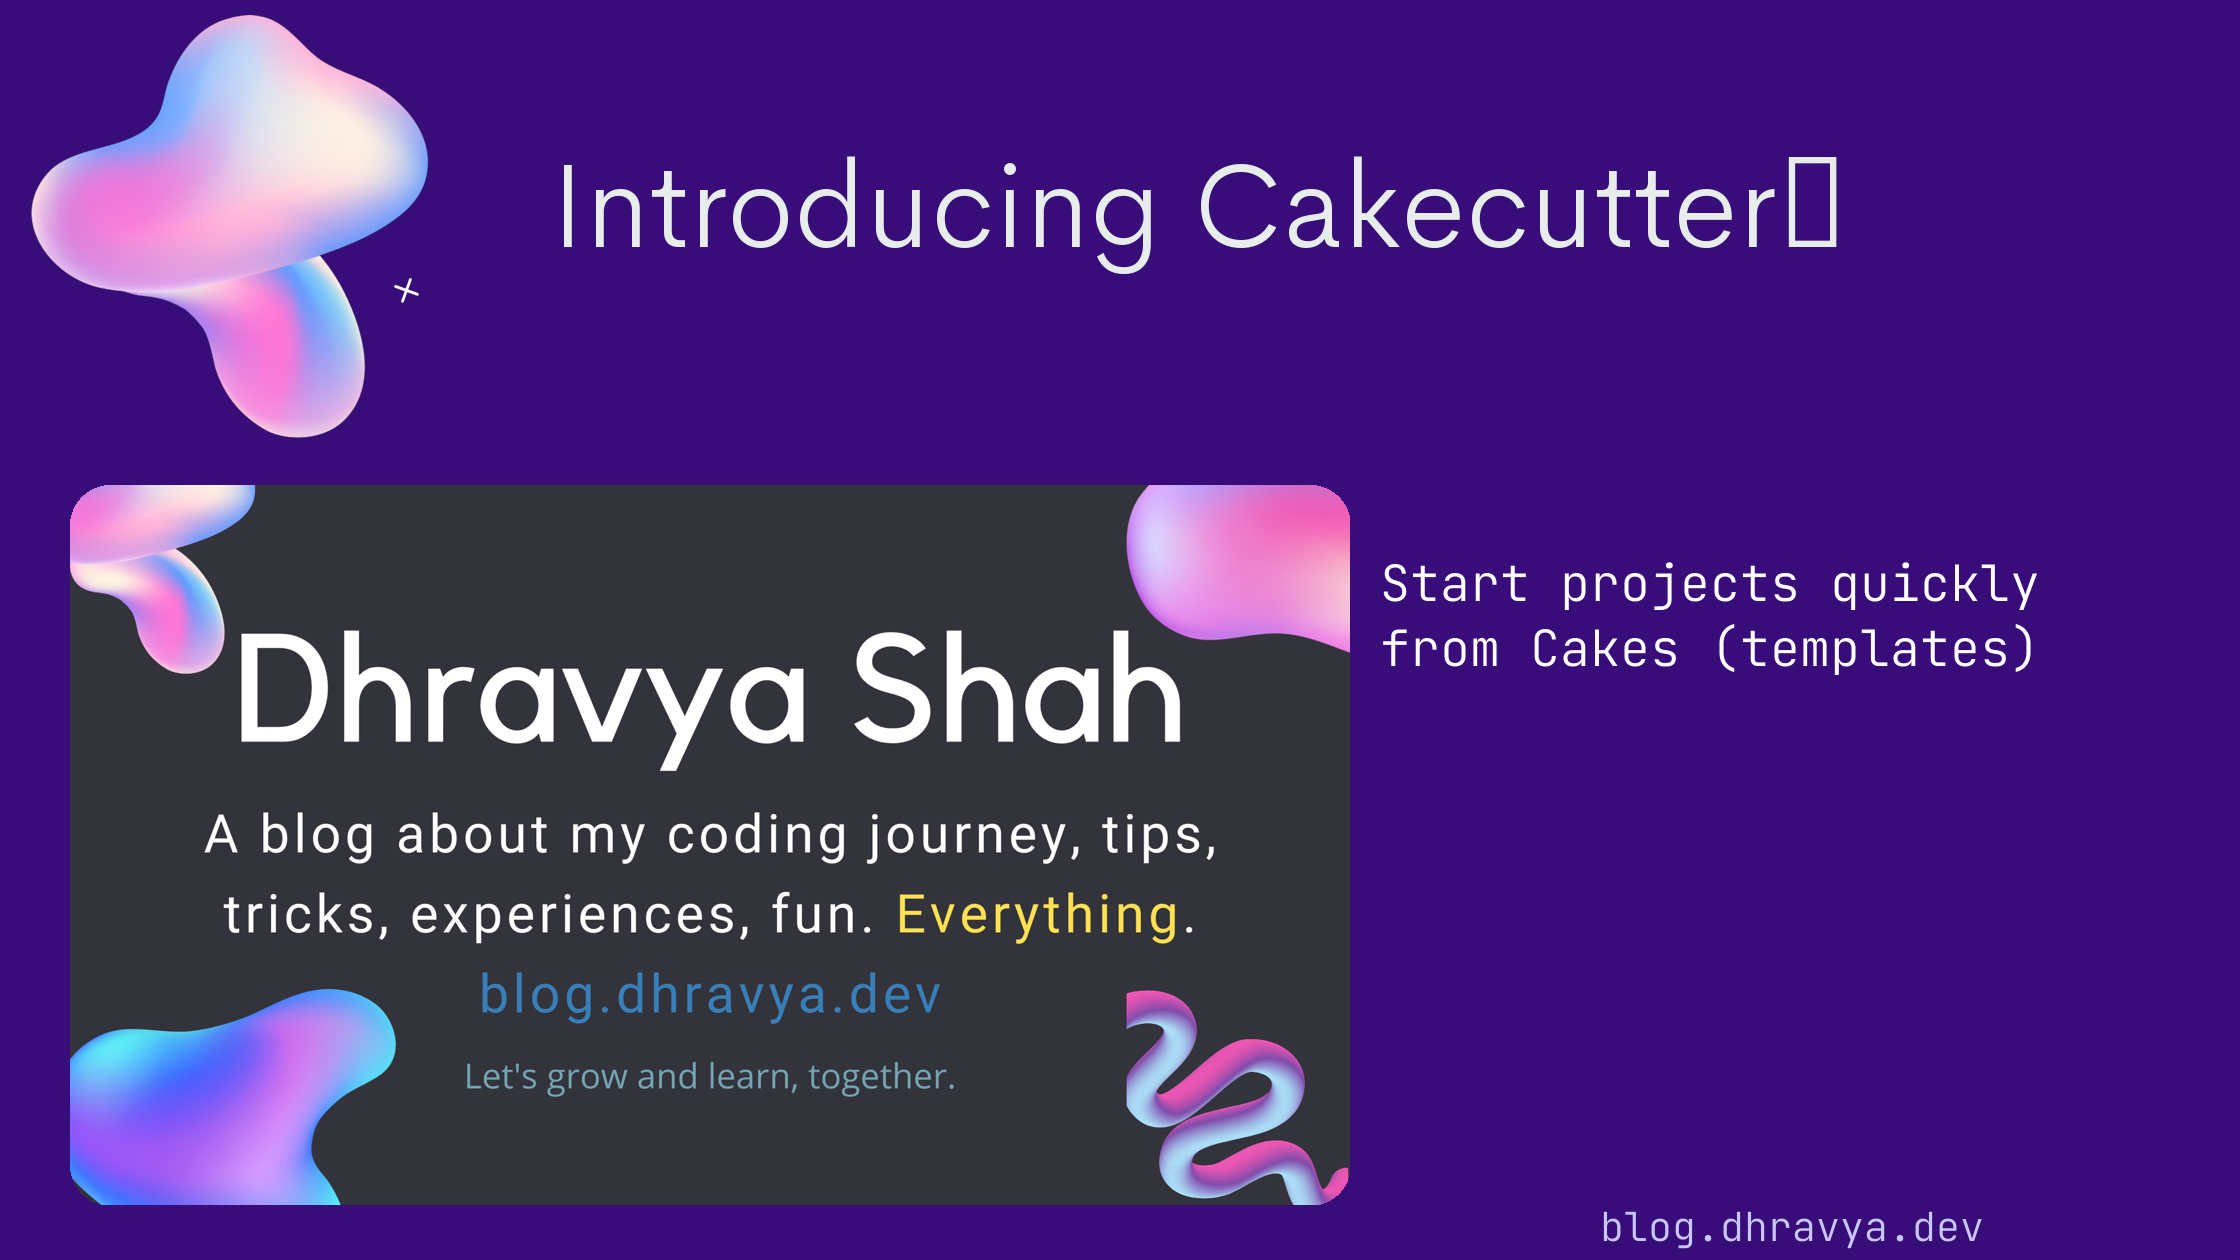 Introducing Cakecutter
Dhravya Shah
A blog about my coding journey, tips,
tricks, experiences, fun. Everything.
blog.dhravya.dev
Let's grow and learn, together.
Start projects quickly
from Cakes (templates)
blog.dhravya.dev